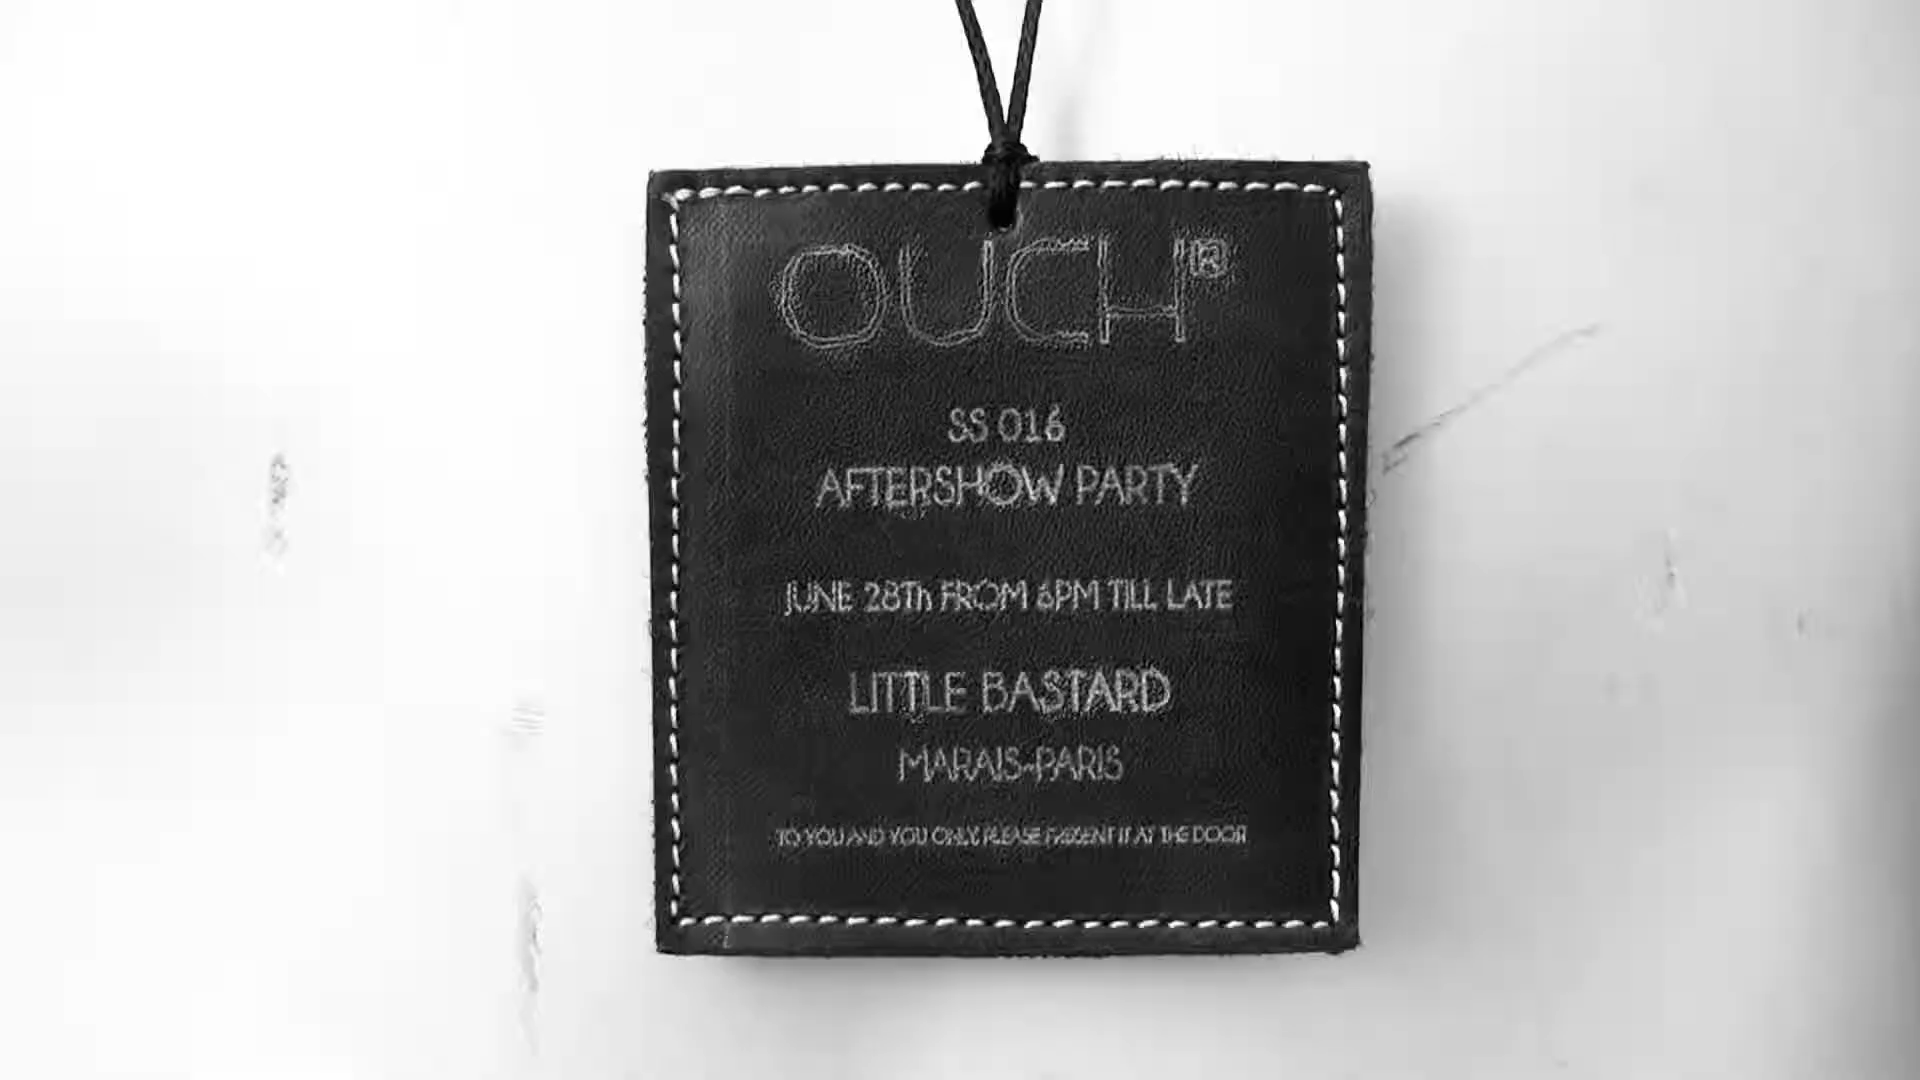 OUCH®
SS 016
AFTERSHOW PARTY
JUNE 28Th FROM 6PM TILL LATE
LITTLE BASTARD
MARAIS-PARIS
TO YOU AND YOU ONLY, PLEASE PRESENT IT AT THE DOOR